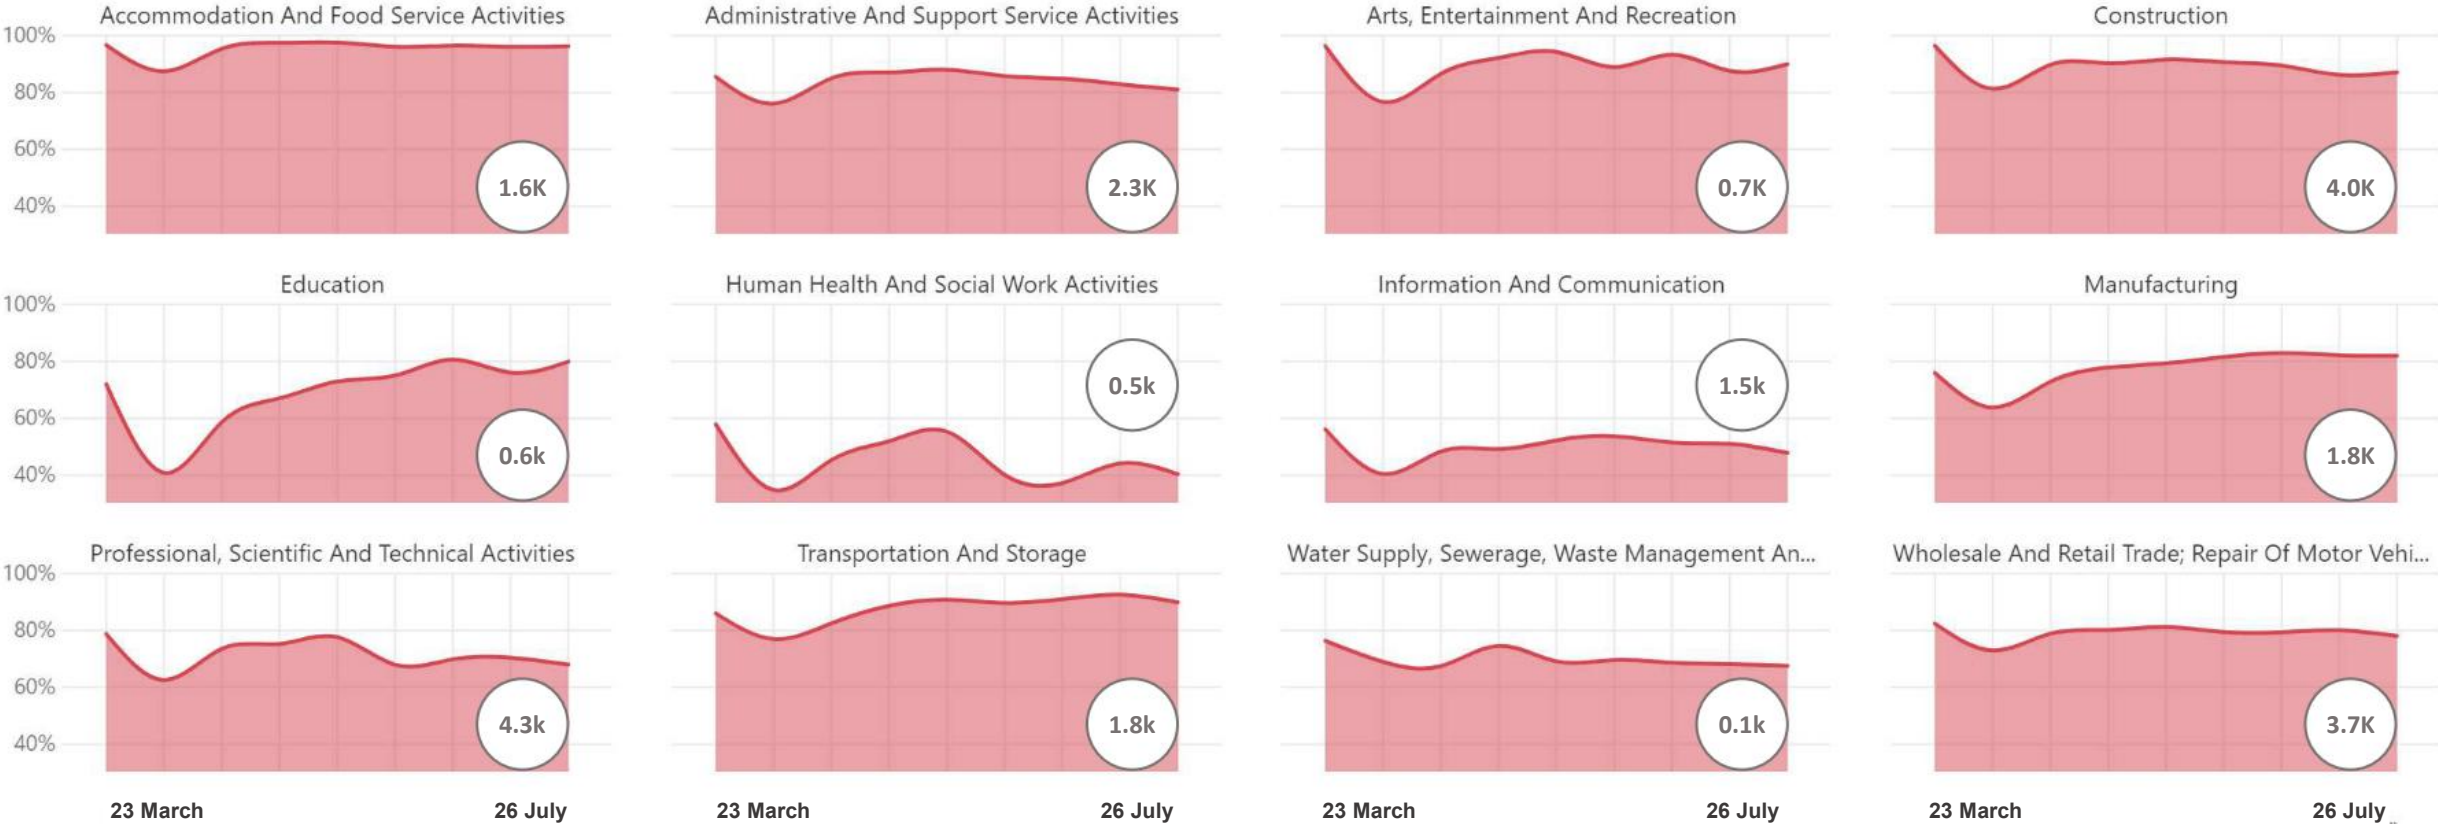 Accommodation And Food Service Activities
Administrative And Support Service Activities
Arts, Entertainment And Recreation
Construction
100%
80%
60%
40%
1.6K
2.3K
0.7K
4.0K
Education
Human Health And Social Work Activities
Information And Communication
Manufacturing
100%
80%
60%
40%
0.6k
0.5k
1.5k
1.8K
Professional, Scientific And Technical Activities
Transportation And Storage
Water Supply, Sewerage, Waste Management An...
Wholesale And Retail Trade; Repair Of Motor Vehi...
100%
80%
60%
40%
4.3k
1.8k
0.1k
3.7K
23 March
26 July
23 March
26 July
23 March
26 July
23 March
26 July